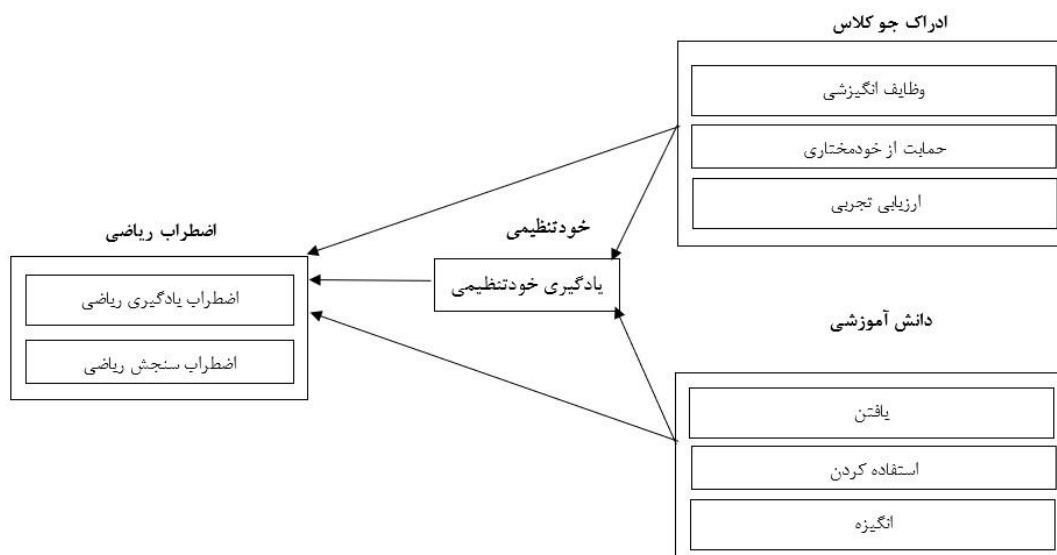 ادراک جو کلاس
وظایف انگیزشی
حمایت از خودمختاری
ارزیابی تجربی
خودتنظیمی
یادگیری خودتنظیمی
اضطراب ریاضی
اضطراب یادگیری ریاضی
اضطراب سنجش ریاضی
دانش آموزشی
یافتن
استفاده کردن
انگیزه